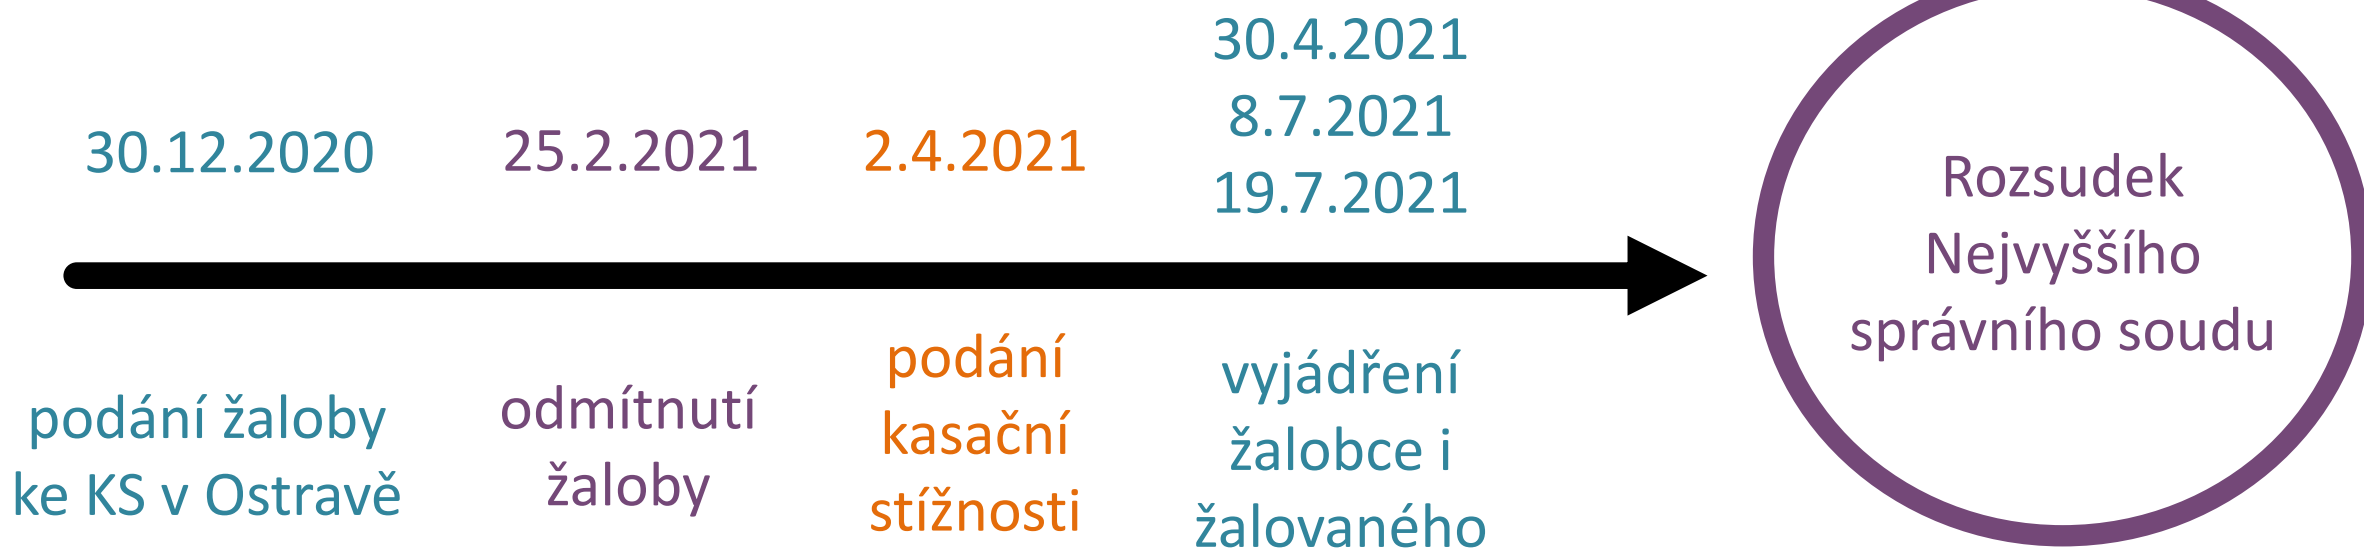 30.12.2020
podání žaloby
ke KS v Ostravě
25.2.2021
odmítnutí
žaloby
2.4.2021
podání
kasační
stížnosti
30.4.2021
8.7.2021
19.7.2021
vyjádření
žalobce i
žalovaného
Rozsudek
Nejvyššího
správního soudu